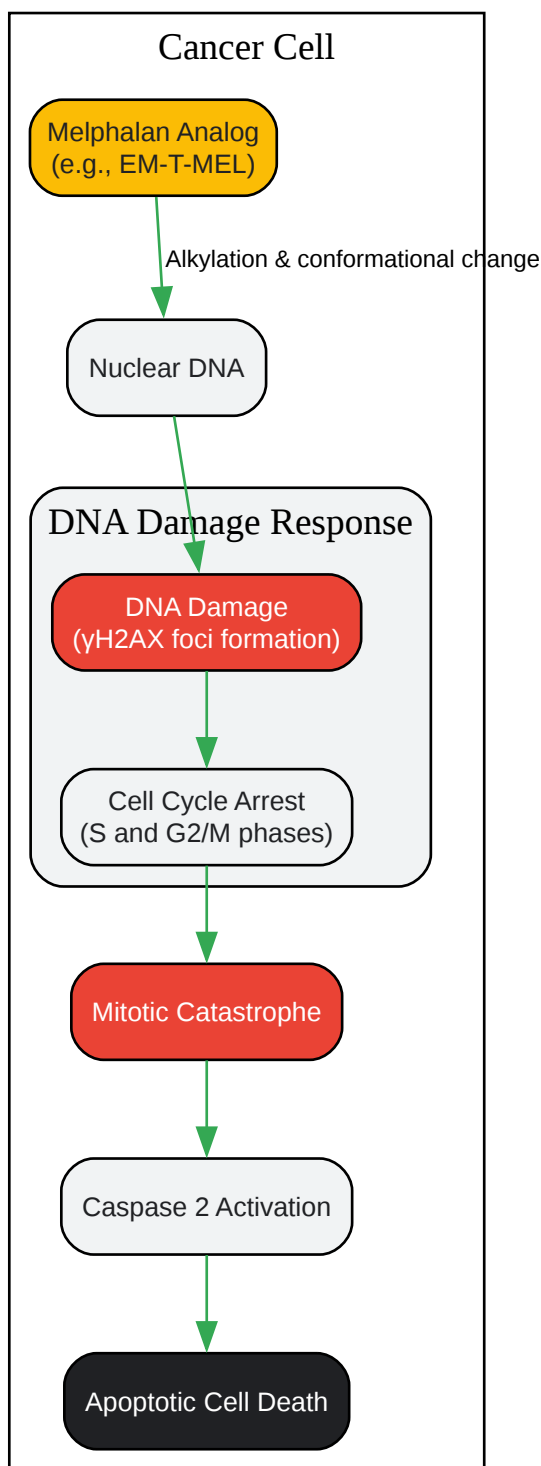 Cancer Cell
Melphalan Analog
(e.g., EM-T-MEL)
Alkylation & conformational change
Nuclear DNA
DNA Damage Response
DNA Damage
(γH2AX foci formation)
Cell Cycle Arrest
(S and G2/M phases)
Mitotic Catastrophe
Caspase 2 Activation
Apoptotic Cell Death